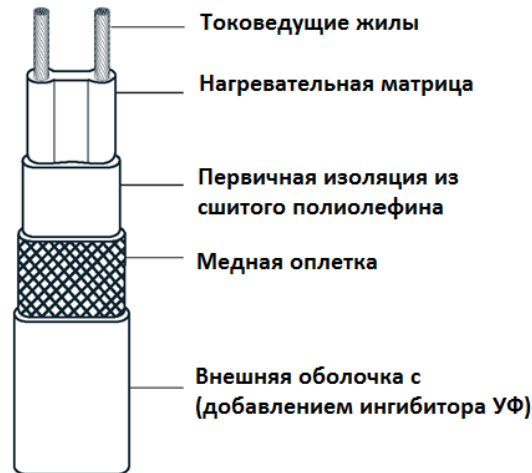 Токоведущие жилы
Нагревательная матрица
Первичная изоляция из
сшитого полиолефина
Медная оплетка
Внешняя оболочка с
(добавлением ингибитора УФ)